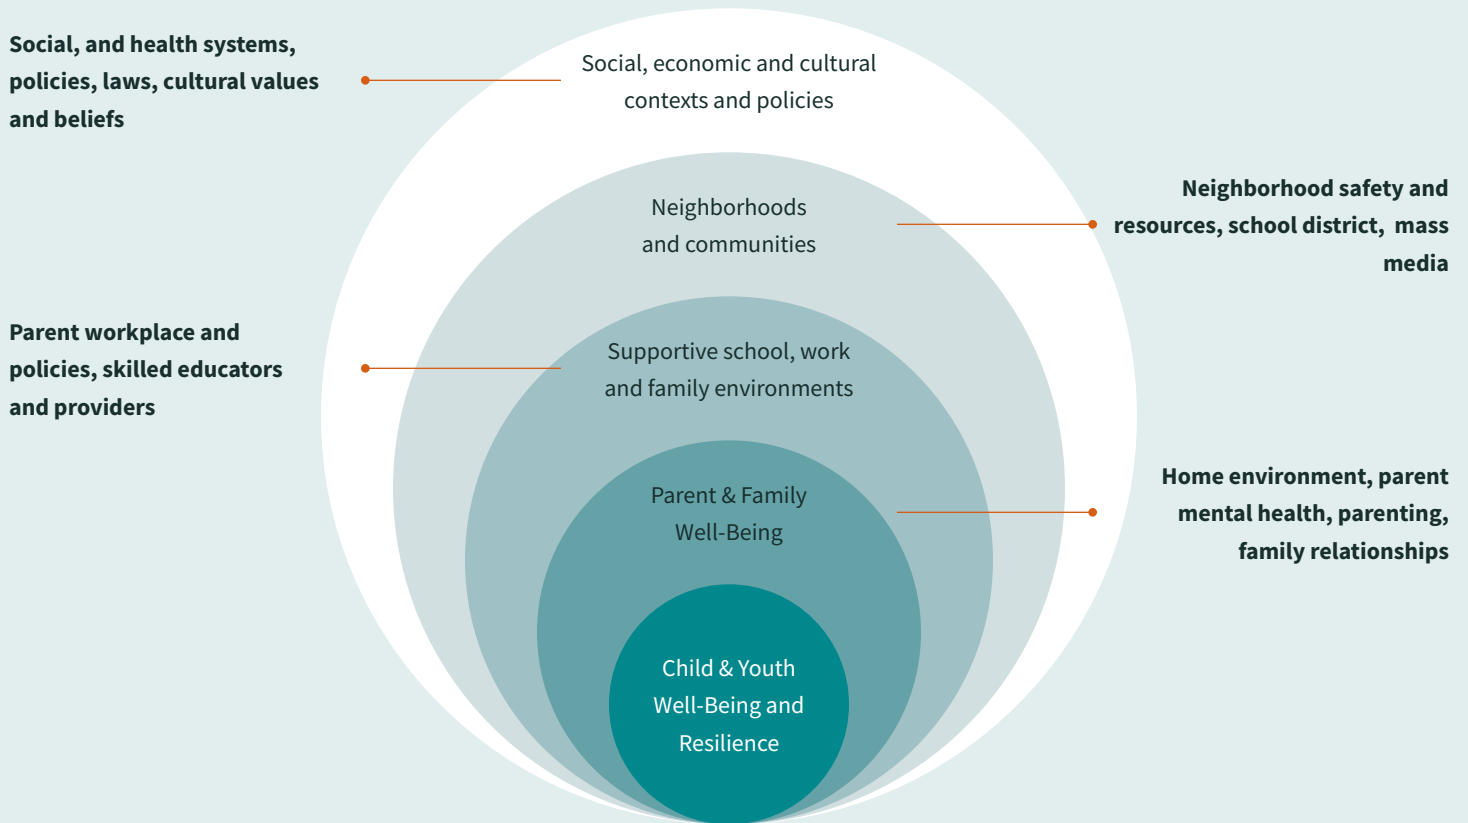 Social, and health systems,
policies, laws, cultural values
and beliefs
Social, economic and cultural
contexts and policies
Neighborhoods
and communities
Neighborhood safety and
resources, school district,  mass
media
Parent workplace and
policies, skilled educators
and providers
Supportive school, work
and family environments
Parent & Family
Well-Being
Home environment, parent
mental health, parenting,
family relationships
Child & Youth
Well-Being and
Resilience